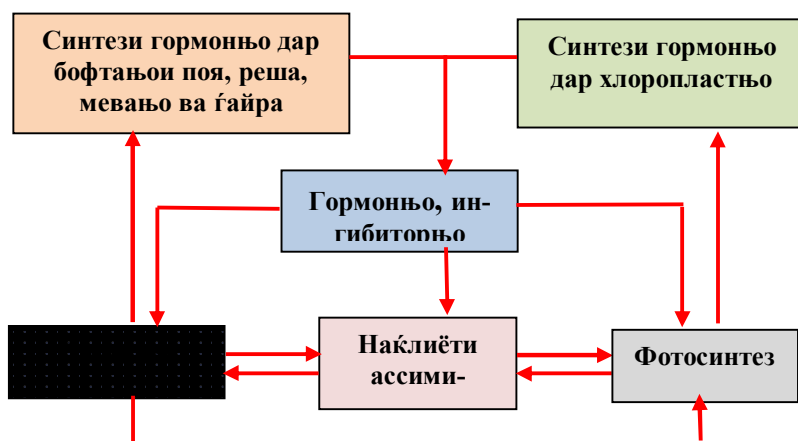 Синтези гормонњо дар
бофтањои поя, реша,
мевањо ва ѓайра
Синтези гормонњо
дар хлоропластњо
Гормонњо, ин-
гибиторњо
Наќлиёти
ассими-
Фотосинтез